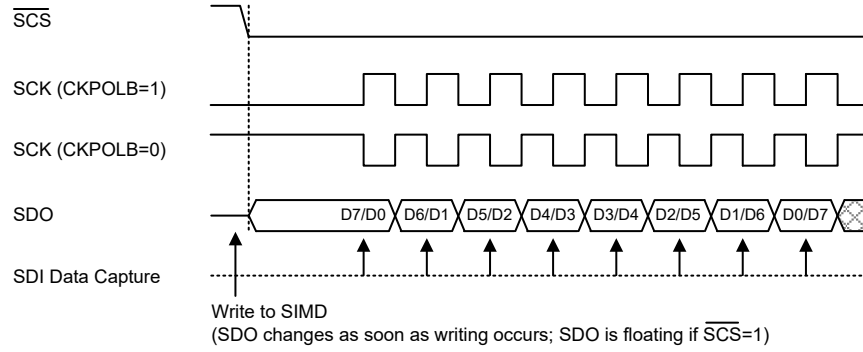 SCS
SCK (CKPOLB=1)
SCK (CKPOLB=0)
SDO D7/D0 D6/D1 D5/D2 D4/D3 D3/D4 D2/D5 D1/D6 D0/D7
SDI Data Capture
Write to SIMD
(SDO changes as soon as writing occurs; SDO is floating if SCS=1)